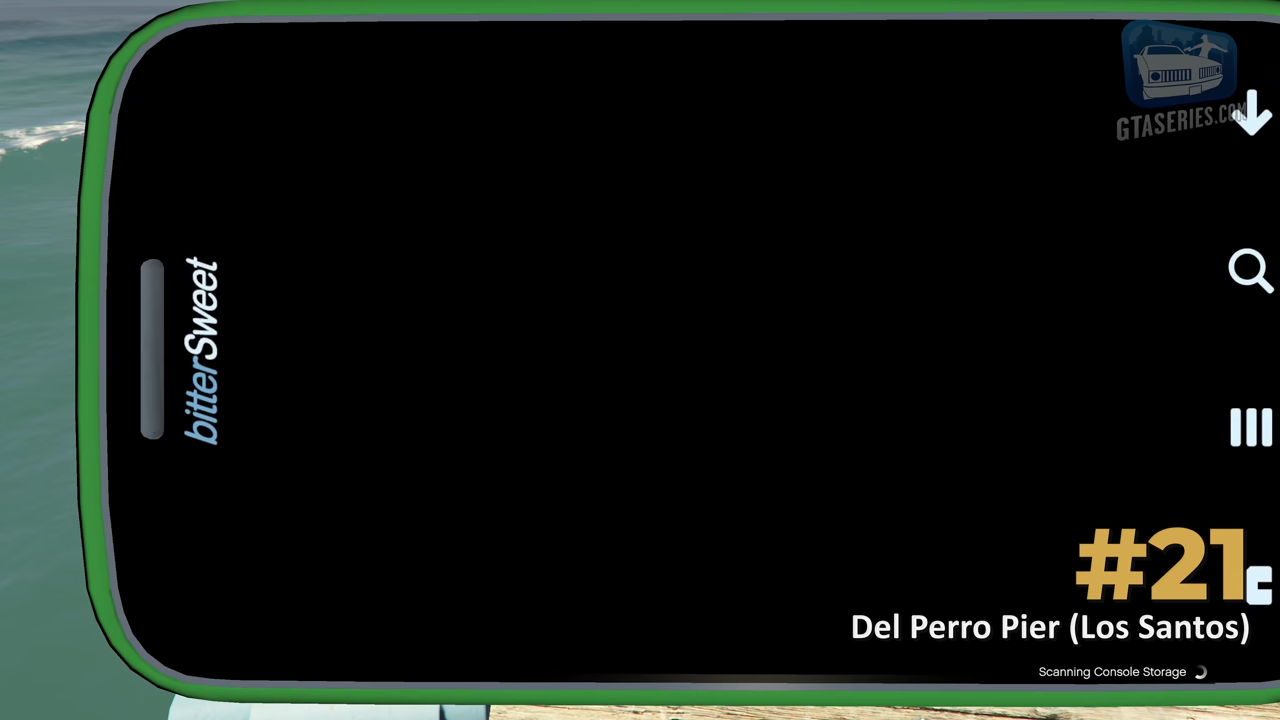 GTASERIES.COM
bitterSweet
#21
Del Perro Pier (Los Santos)
Scanning Console Storage